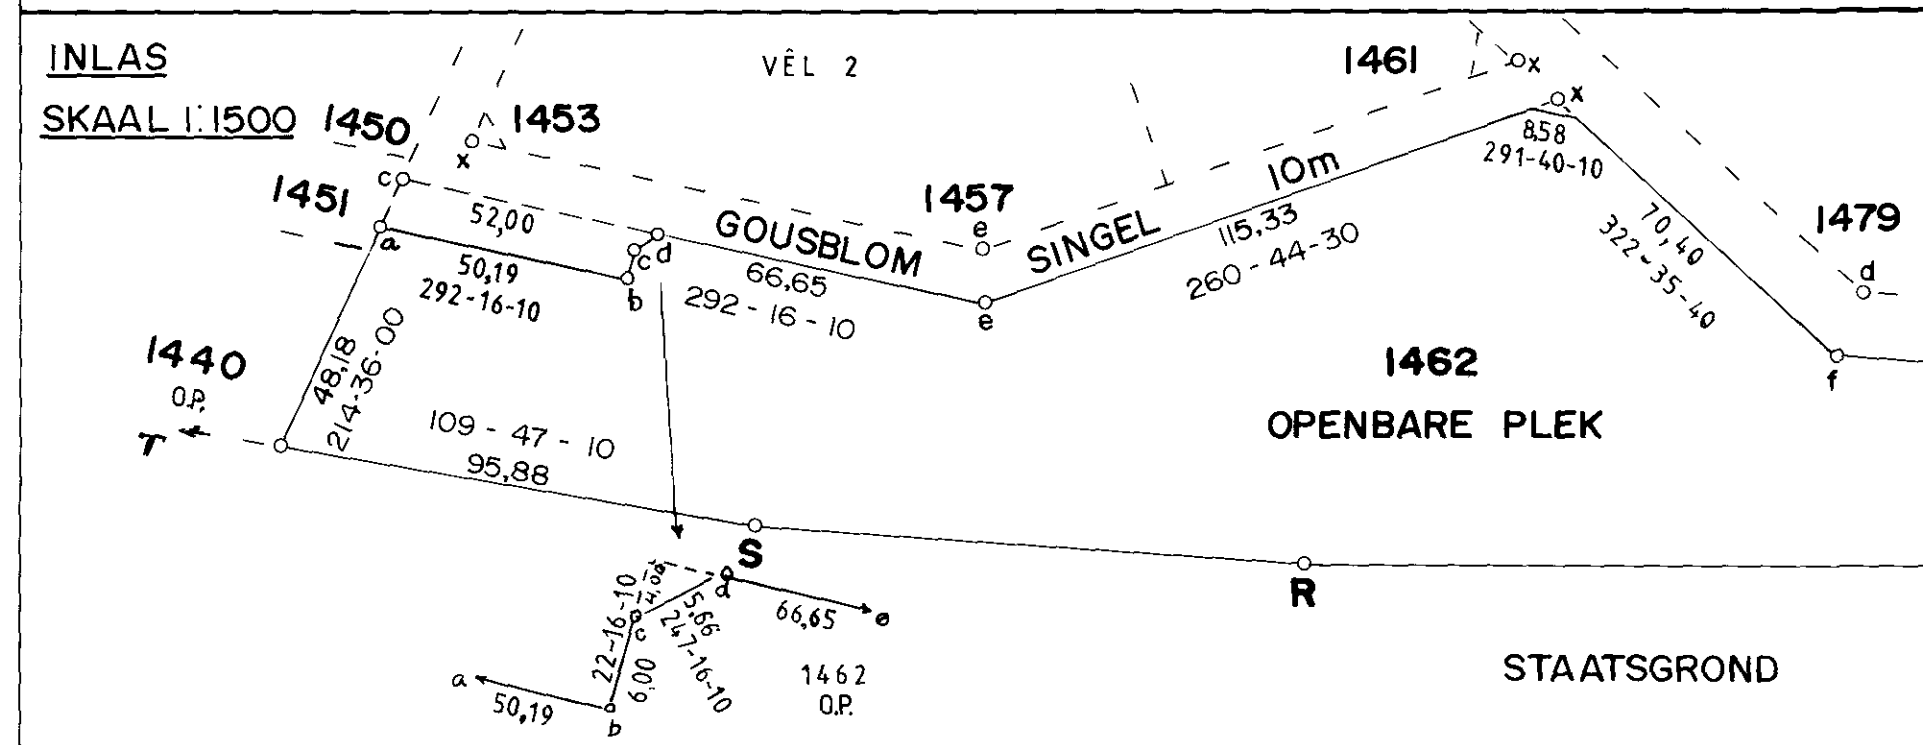 INLAS
SKAAL 1:1500
VÊL 2
1450
1453
x
1451
c
52,00
a
50,19
292-16-10
b
c
d
GOUSBLOM
66,65
292-16-10
1457
e
e
SINGEL
10m
115,33
260-44-30
1461
x
x
8,58
291-40-10
70,40
322-35-40
1479
d
f
1440
O.P.
T
48,18
214-36-00
109-47-10
95,88
1462
OPENBARE PLEK
S
R
STAATSGROND
4,00
d
5,66
247-16-10
c
22-16-10
6,00
66,65
e
a
50,19
b
1462
O.P.